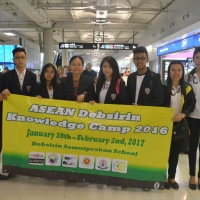 ASEAN Debsirin
Knowledge Camp 2016
January 28th - February 2nd, 2017
Debsirin Samutprakan School